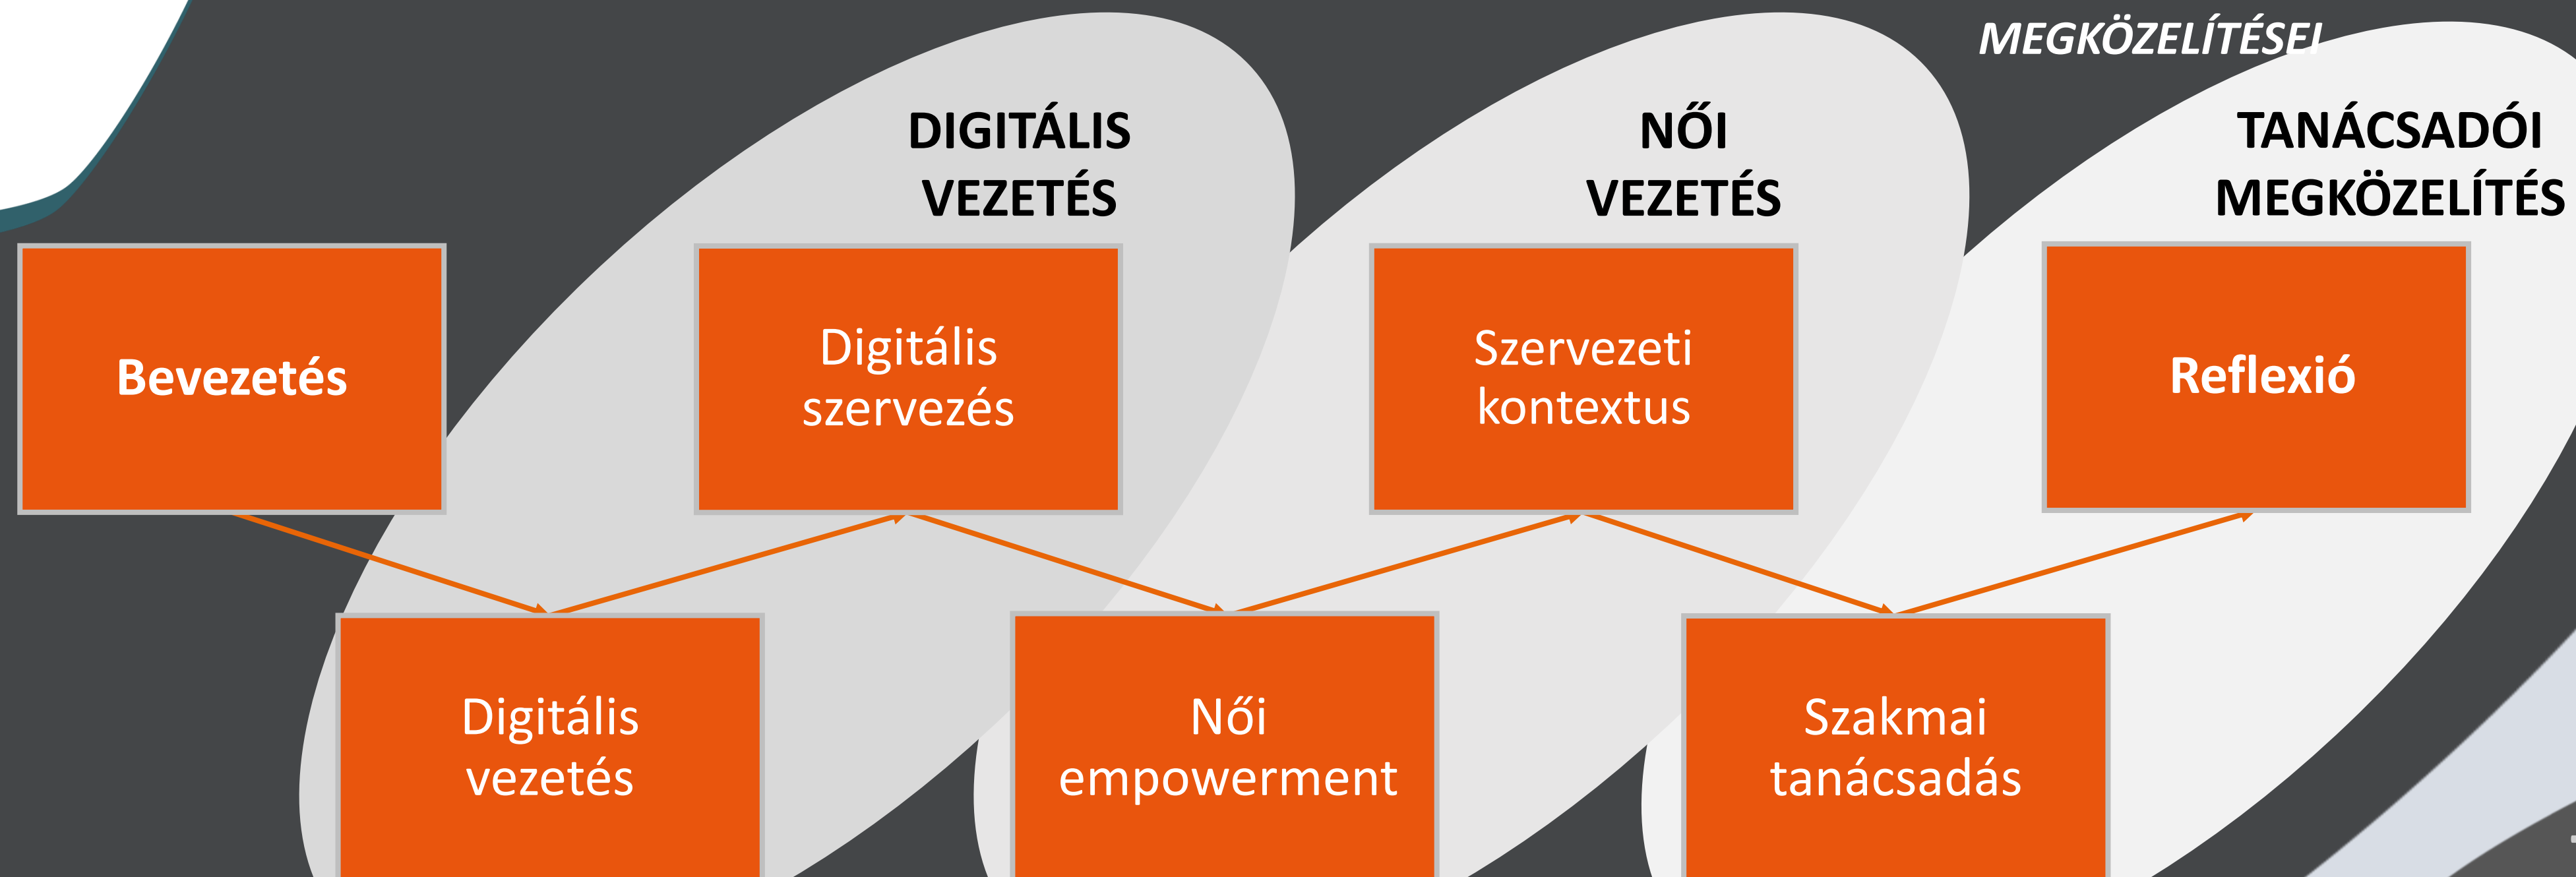 MEGKÖZELÍTÉSEI
DIGITÁLIS
VEZETÉS
NŐI
VEZETÉS
TANÁCSADÓI
MEGKÖZELÍTÉS
Bevezetés
Digitális
szervezés
Szervezeti
kontextus
Reflexió
Digitális
vezetés
Női
empowerment
Szakmai
tanácsadás